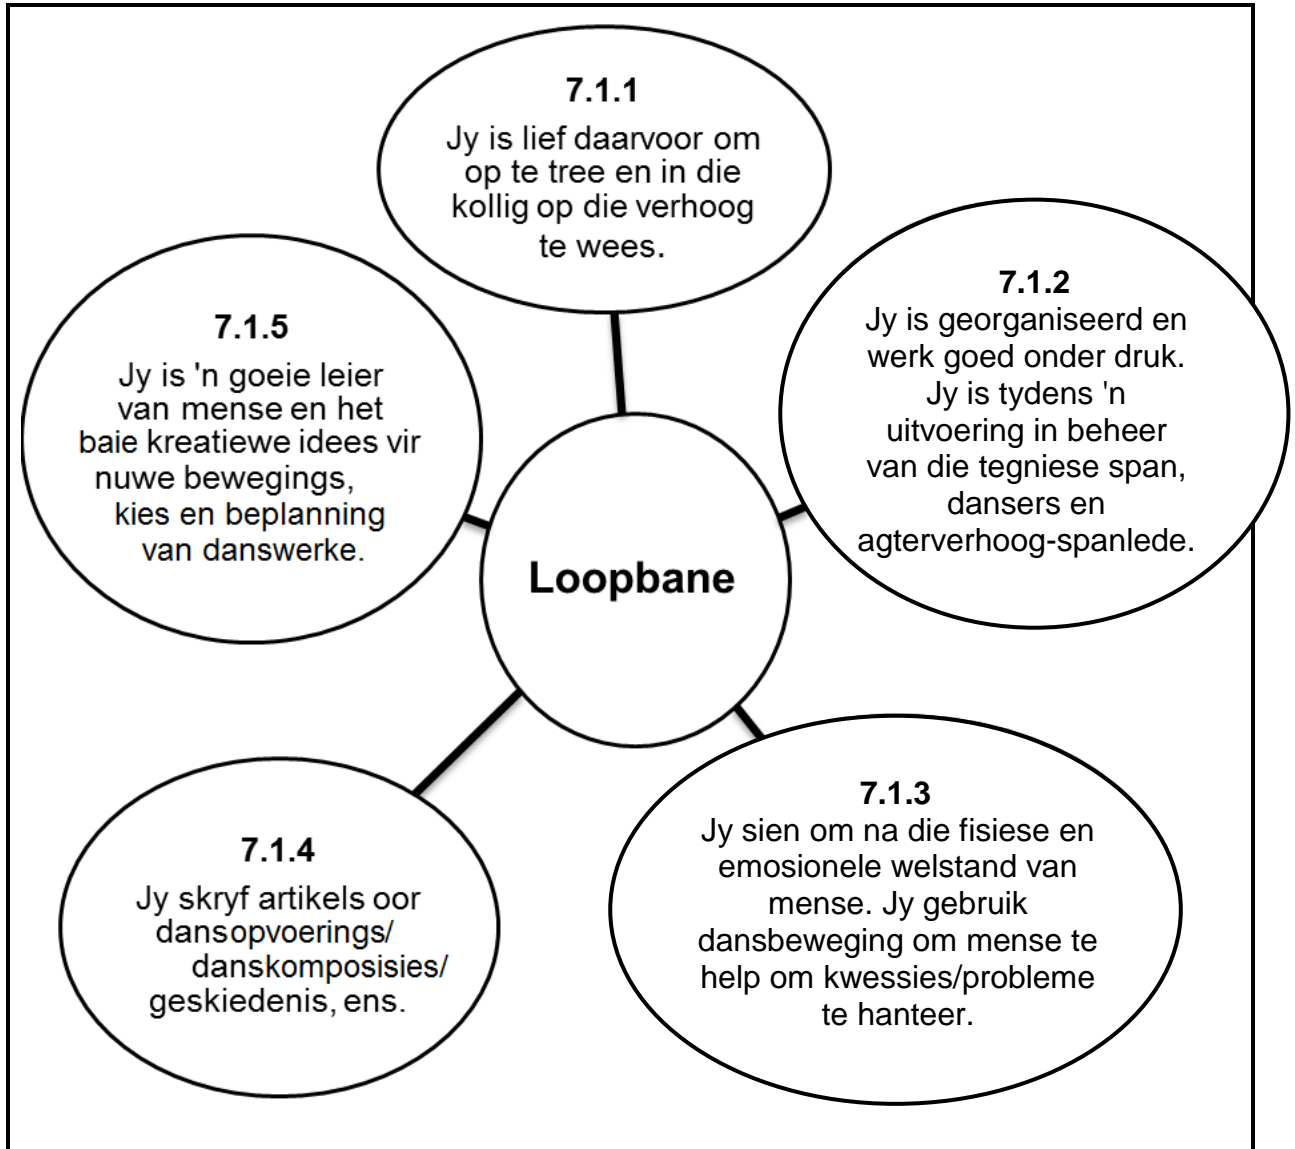 7.1.1
Jy is lief daarvoor om
op te tree en in die
kollig op die verhoog
te wees.
7.1.2
Jy is georganiseerd en
werk goed onder druk.
Jy is tydens 'n
uitvoering in beheer
van die tegniese span,
dansers en
agterverhoog-spanlede.
7.1.5
Jy is 'n goeie leier
van mense en het
baie kreatiewe idees vir
nuwe bewegings,
kies en beplanning
van danswerke.
Loopbane
7.1.4
Jy skryf artikels oor
dansopvoerings/
danskomposisies/
geskiedenis, ens.
7.1.3
Jy sien om na die fisiese en
emosionele welstand van
mense. Jy gebruik
dansbeweging om mense te
help om kwessies/probleme
te hanteer.